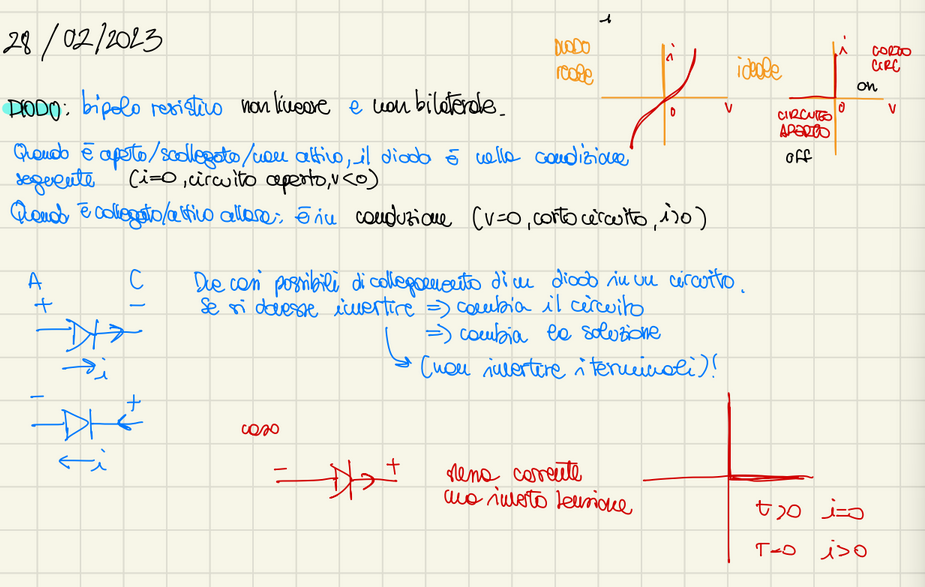 28/02/2023
i
DIODO
reale
i
0
V
ideale
i
CORTO
CIRC
on
0
V
CIRCUITO
APERTO
off
DIODO: bipolo resistivo non lineare e non bilaterale.
Quando è aperto/scollegato/non attivo, il diodo è nella condizione
seguente (i=0, circuito aperto, v<0)
Quando è collegato/attivo allora: è in conduzione (v=0, corto circuito, i>0)
A C
+ -
i
- +
i
Due casi possibili di collegamento di un diodo in un circuito.
Se si dovesse invertire => cambia il circuito
=> cambia la soluzione
(non invertire i terminali)!
caso
- +
stessa corrente
ma inverto tensione
t>0 i=0
T=0 i>0